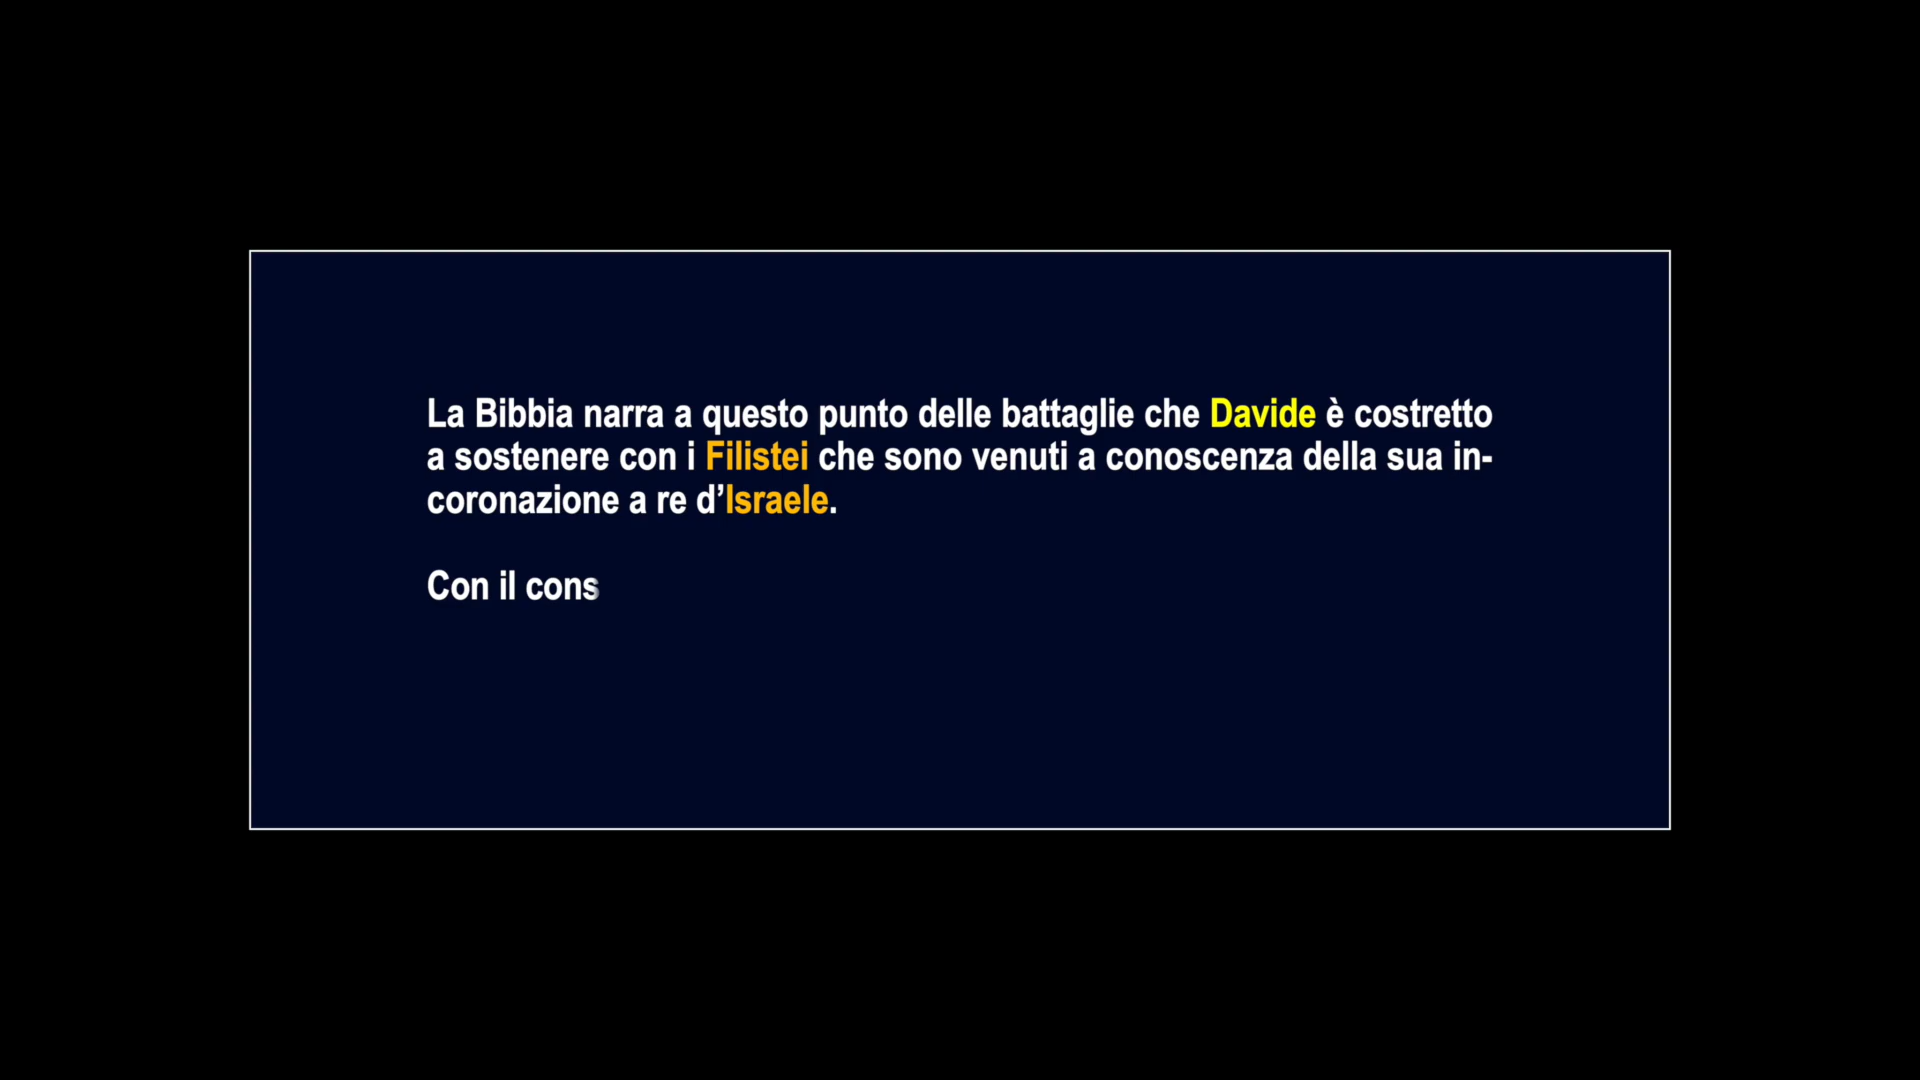 La Bibbia narra a questo punto delle battaglie che Davide è costretto
a sostenere con i Filistei che sono venuti a conoscenza della sua in-
coronazione a re d’Israele.
Con il cons